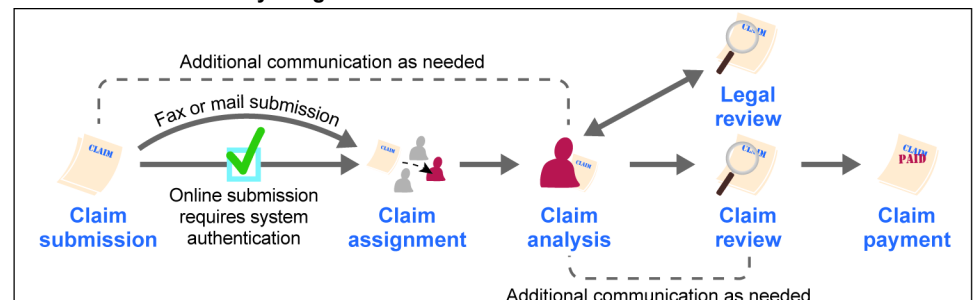 Additional communication as needed
Fax or mail submission
CLAIM
CLAIM
CLAIM
Legal
review
CLAIM
CLAIM
PAID
Online submission
requires system
authentication
Claim
submission
Claim
assignment
Claim
analysis
Claim
review
Claim
payment
Additional communication as needed